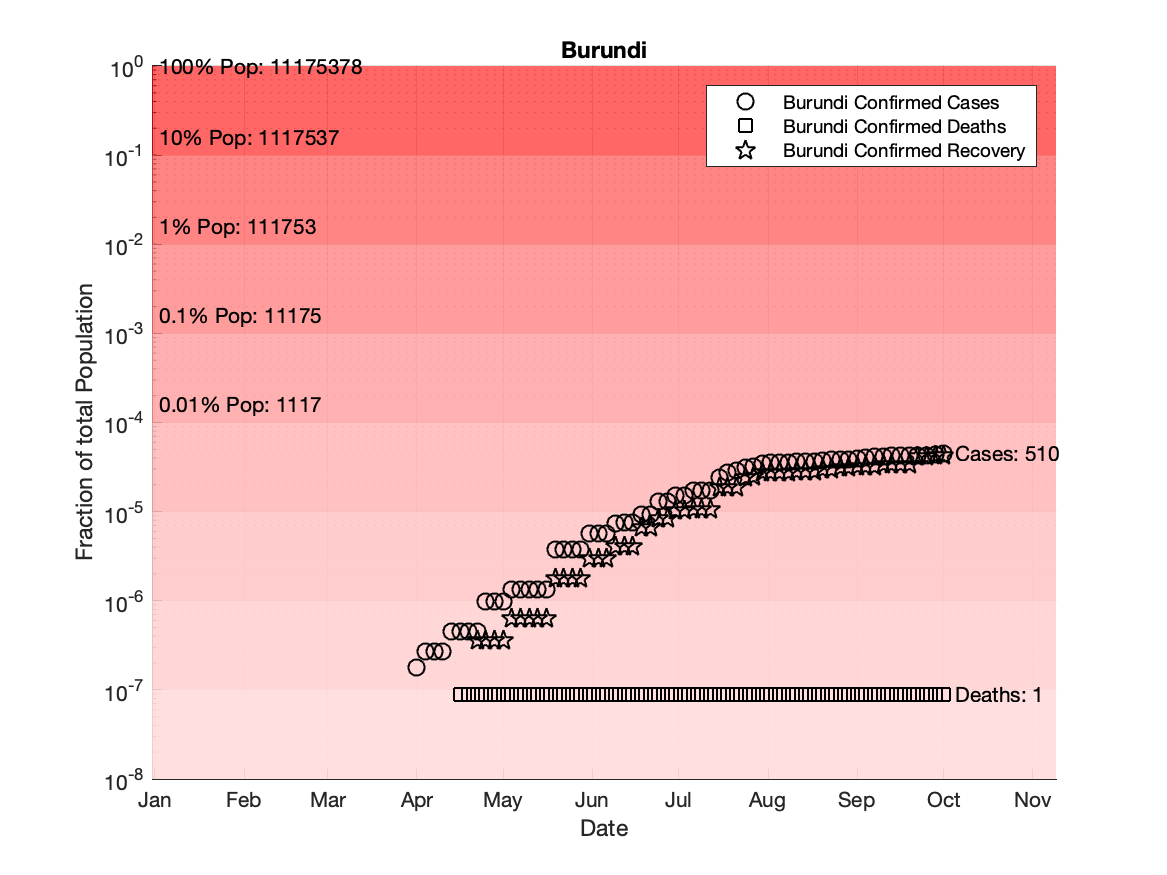 Burundi
10^0
10^-1
10^-2
10^-3
10^-4
10^-5
10^-6
10^-7
10^-8
Fraction of total Population
100% Pop: 11175378
10% Pop: 1117537
1% Pop: 111753
0.1% Pop: 11175
0.01% Pop: 1117
Burundi Confirmed Cases
Burundi Confirmed Deaths
Burundi Confirmed Recovery
Cases: 510
Deaths: 1
Jan Feb Mar Apr May Jun Jul Aug Sep Oct Nov
Date